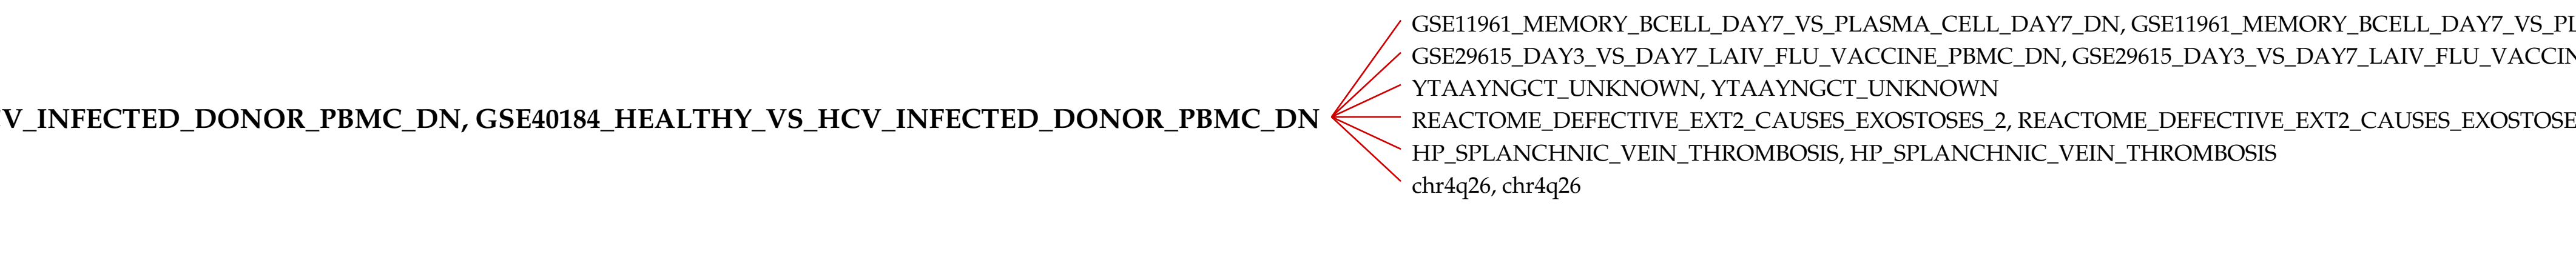 V_INFECTED_DONOR_PBMC_DN, GSE40184_HEALTHY_VS_HCV_INFECTED_DONOR_PBMC_DN
GSE11961_MEMORY_BCELL_DAY7_VS_PLASMA_CELL_DAY7_DN, GSE11961_MEMORY_BCELL_DAY7_VS_PL
GSE29615_DAY3_VS_DAY7_LAIV_FLU_VACCINE_PBMC_DN, GSE29615_DAY3_VS_DAY7_LAIV_FLU_VACCIN
YTAAYNGCT_UNKNOWN, YTAAYNGCT_UNKNOWN
REACTOME_DEFECTIVE_EXT2_CAUSES_EXOSTOSES_2, REACTOME_DEFECTIVE_EXT2_CAUSES_EXOSTOSE
HP_SPLANCHNIC_VEIN_THROMBOSIS, HP_SPLANCHNIC_VEIN_THROMBOSIS
chr4q26, chr4q26